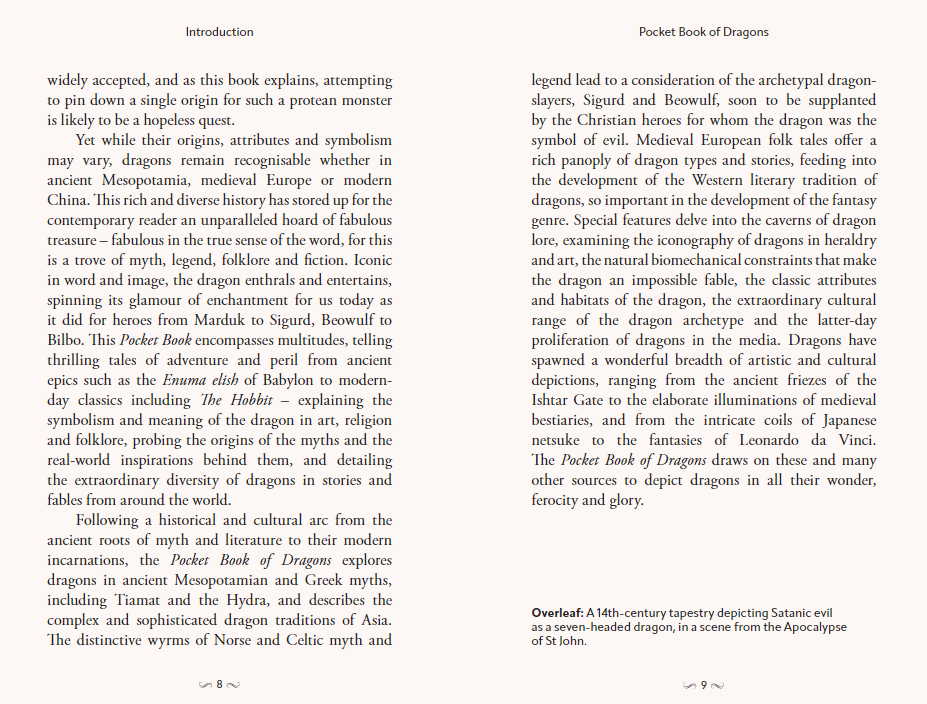 Introduction
widely accepted, and as this book explains, attempting
to pin down a single origin for such a protean monster
is likely to be a hopeless quest.
Yet while their origins, attributes and symbolism
may vary, dragons remain recognisable whether in
ancient Mesopotamia, medieval Europe or modern
China. This rich and diverse history has stored up for the
contemporary reader an unparalleled hoard of fabulous
treasure – fabulous in the true sense of the word, for this
is a trove of myth, legend, folklore and fiction. Iconic
in word and image, the dragon enthrals and entertains,
spinning its glamour of enchantment for us today as
it did for heroes from Marduk to Sigurd, Beowulf to
Bilbo. This Pocket Book encompasses multitudes, telling
thrilling tales of adventure and peril from ancient
epics such as the Enuma elish of Babylon to modern-
day classics including The Hobbit – explaining the
symbolism and meaning of the dragon in art, religion
and folklore, probing the origins of the myths and the
real-world inspirations behind them, and detailing
the extraordinary diversity of dragons in stories and
fables from around the world.
Following a historical and cultural arc from the
ancient roots of myth and literature to their modern
incarnations, the Pocket Book of Dragons explores
dragons in ancient Mesopotamian and Greek myths,
including Tiamat and the Hydra, and describes the
complex and sophisticated dragon traditions of Asia.
The distinctive wyrms of Norse and Celtic myth and
8
Pocket Book of Dragons
legend lead to a consideration of the archetypal dragon-
slayers, Sigurd and Beowulf, soon to be supplanted
by the Christian heroes for whom the dragon was the
symbol of evil. Medieval European folk tales offer a
rich panoply of dragon types and stories, feeding into
the development of the Western literary tradition of
dragons, so important in the development of the fantasy
genre. Special features delve into the caverns of dragon
lore, examining the iconography of dragons in heraldry
and art, the natural biomechanical constraints that make
the dragon an impossible fable, the classic attributes
and habitats of the dragon, the extraordinary cultural
range of the dragon archetype and the latter-day
proliferation of dragons in the media. Dragons have
spawned a wonderful breadth of artistic and cultural
depictions, ranging from the ancient friezes of the
Ishtar Gate to the elaborate illuminations of medieval
bestiaries, and from the intricate coils of Japanese
netsuke to the fantasies of Leonardo da Vinci.
The Pocket Book of Dragons draws on these and many
other sources to depict dragons in all their wonder,
ferocity and glory.
Overleaf: A 14th-century tapestry depicting Satanic evil
as a seven-headed dragon, in a scene from the Apocalypse
of St John.
9